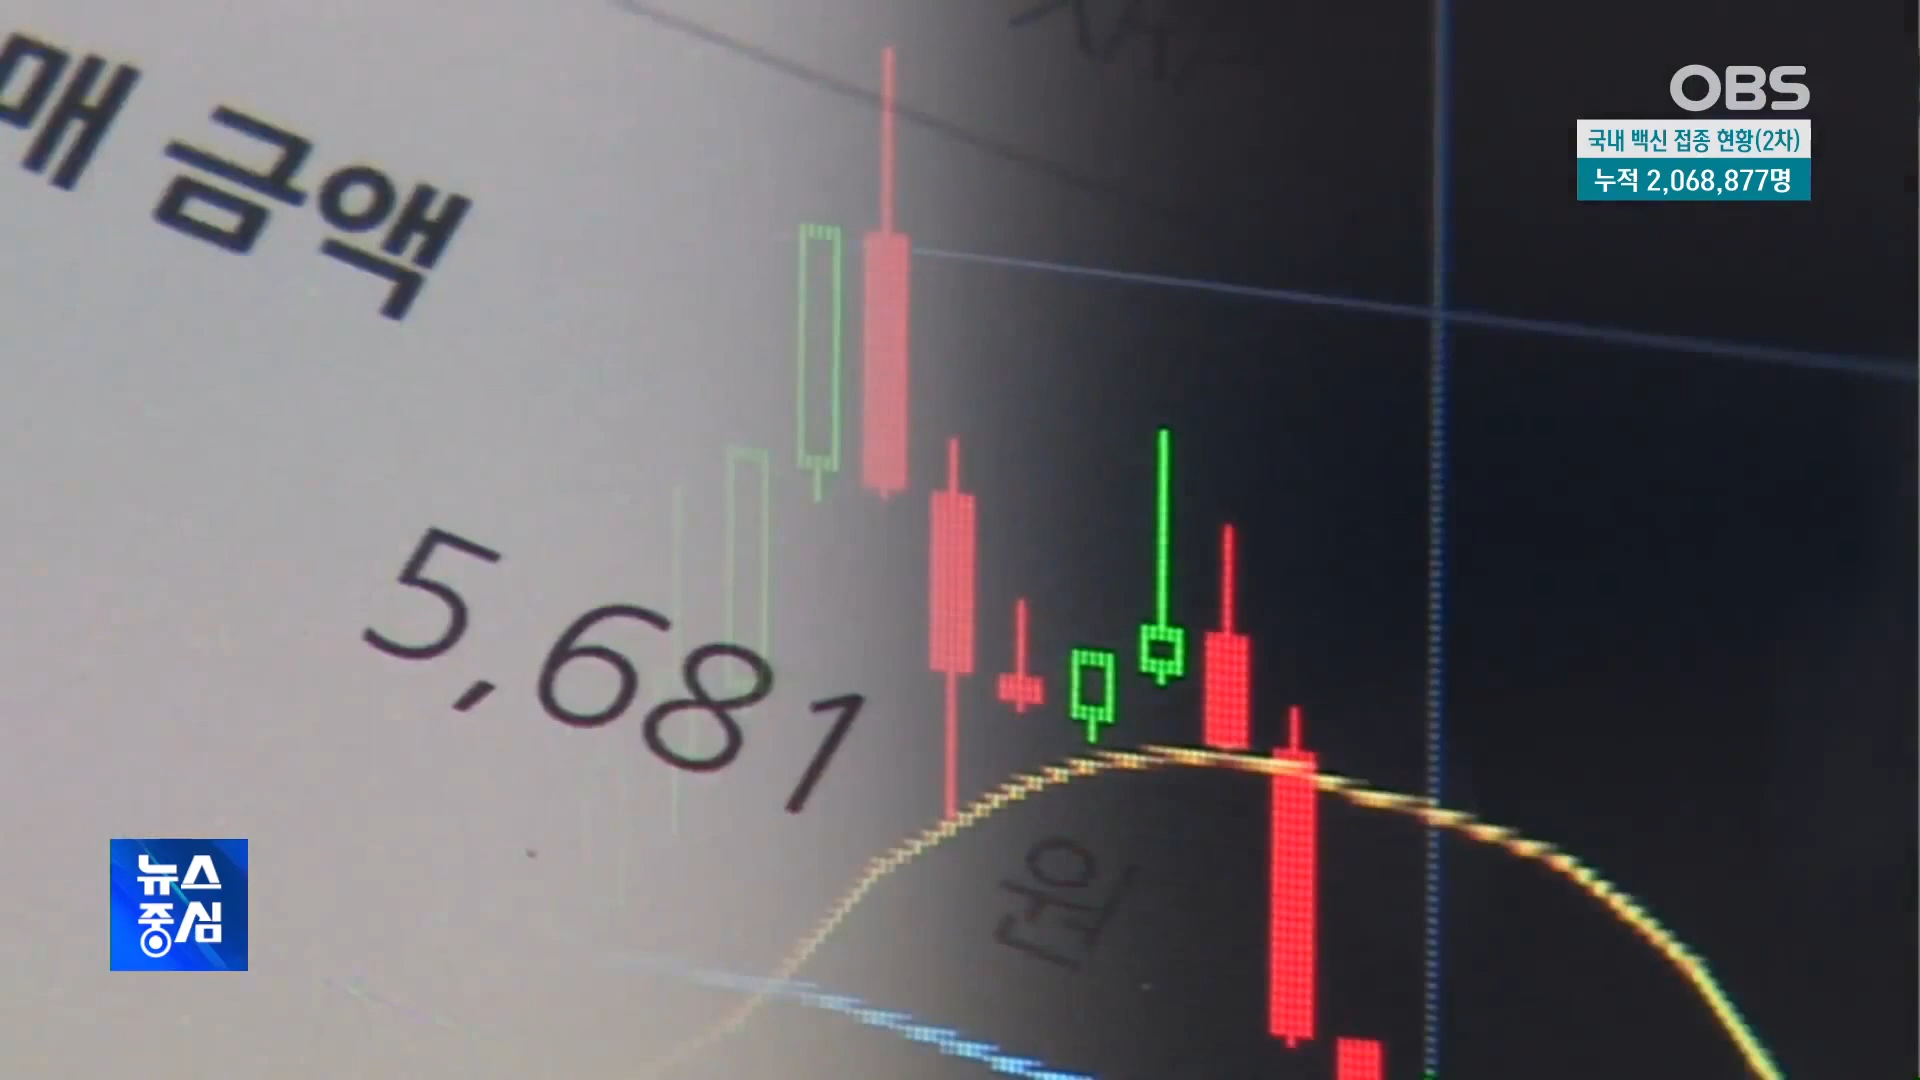 OBS
국내 백신 접종 현황(2차)
누적 2,068,877명
매 금액
5,681
원
뉴스
중심